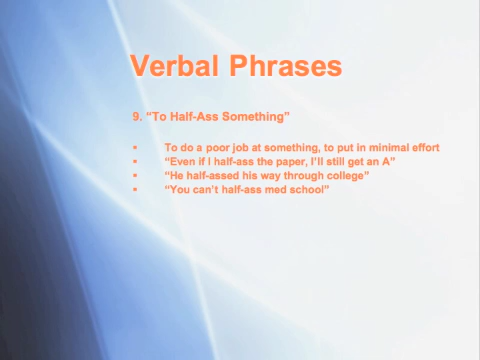 Verbal Phrases
9. “To Half-Ass Something”
▪ To do a poor job at something, to put in minimal effort
▪ “Even if I half-ass the paper, I’ll still get an A”
▪ “He half-assed his way through college”
▪ “You can’t half-ass med school”